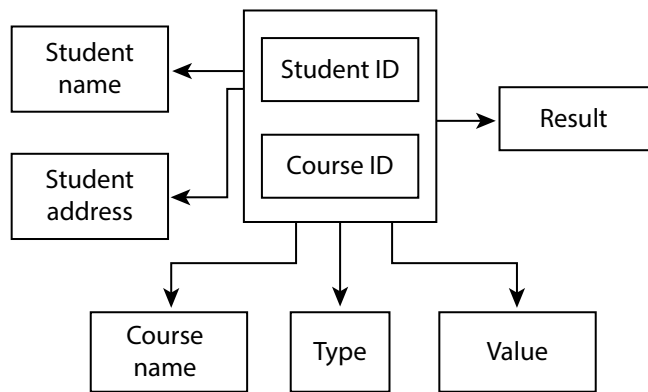 Student
name
Student ID
Result
Student
address
Course ID
Course
name
Type
Value